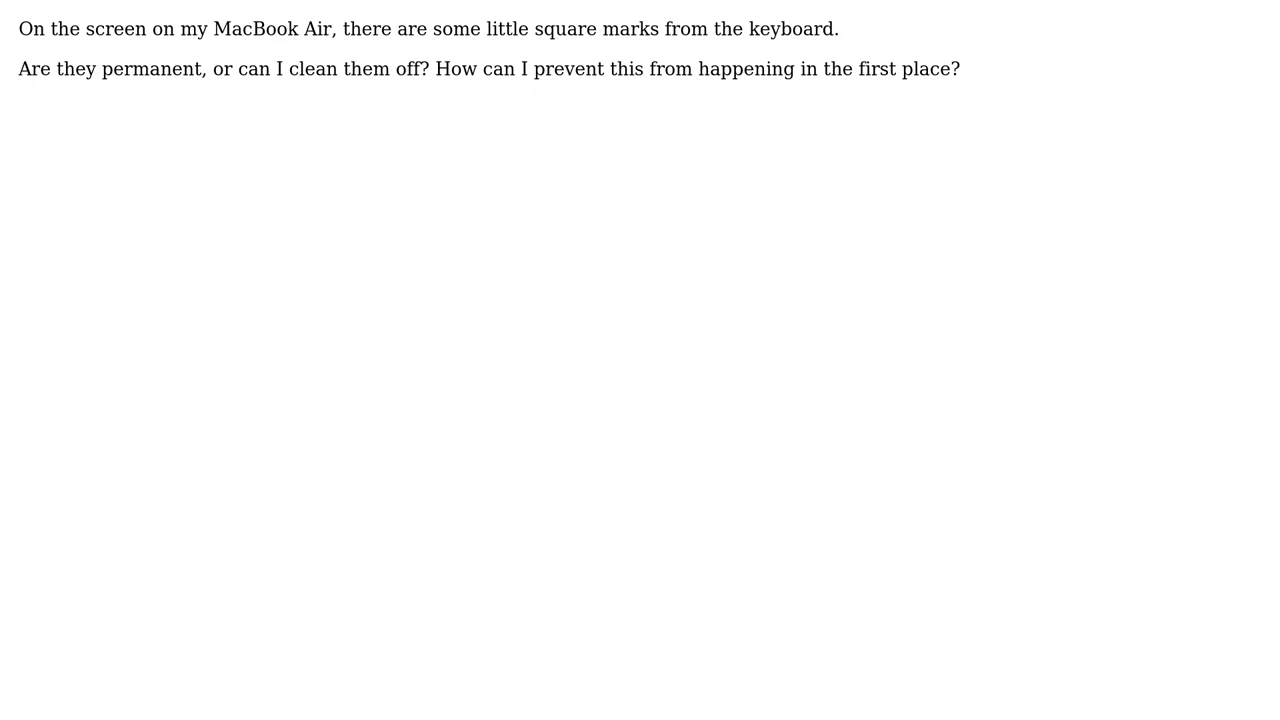 On the screen on my MacBook Air, there are some little square marks from the keyboard.
Are they permanent, or can I clean them off? How can I prevent this from happening in the first place?